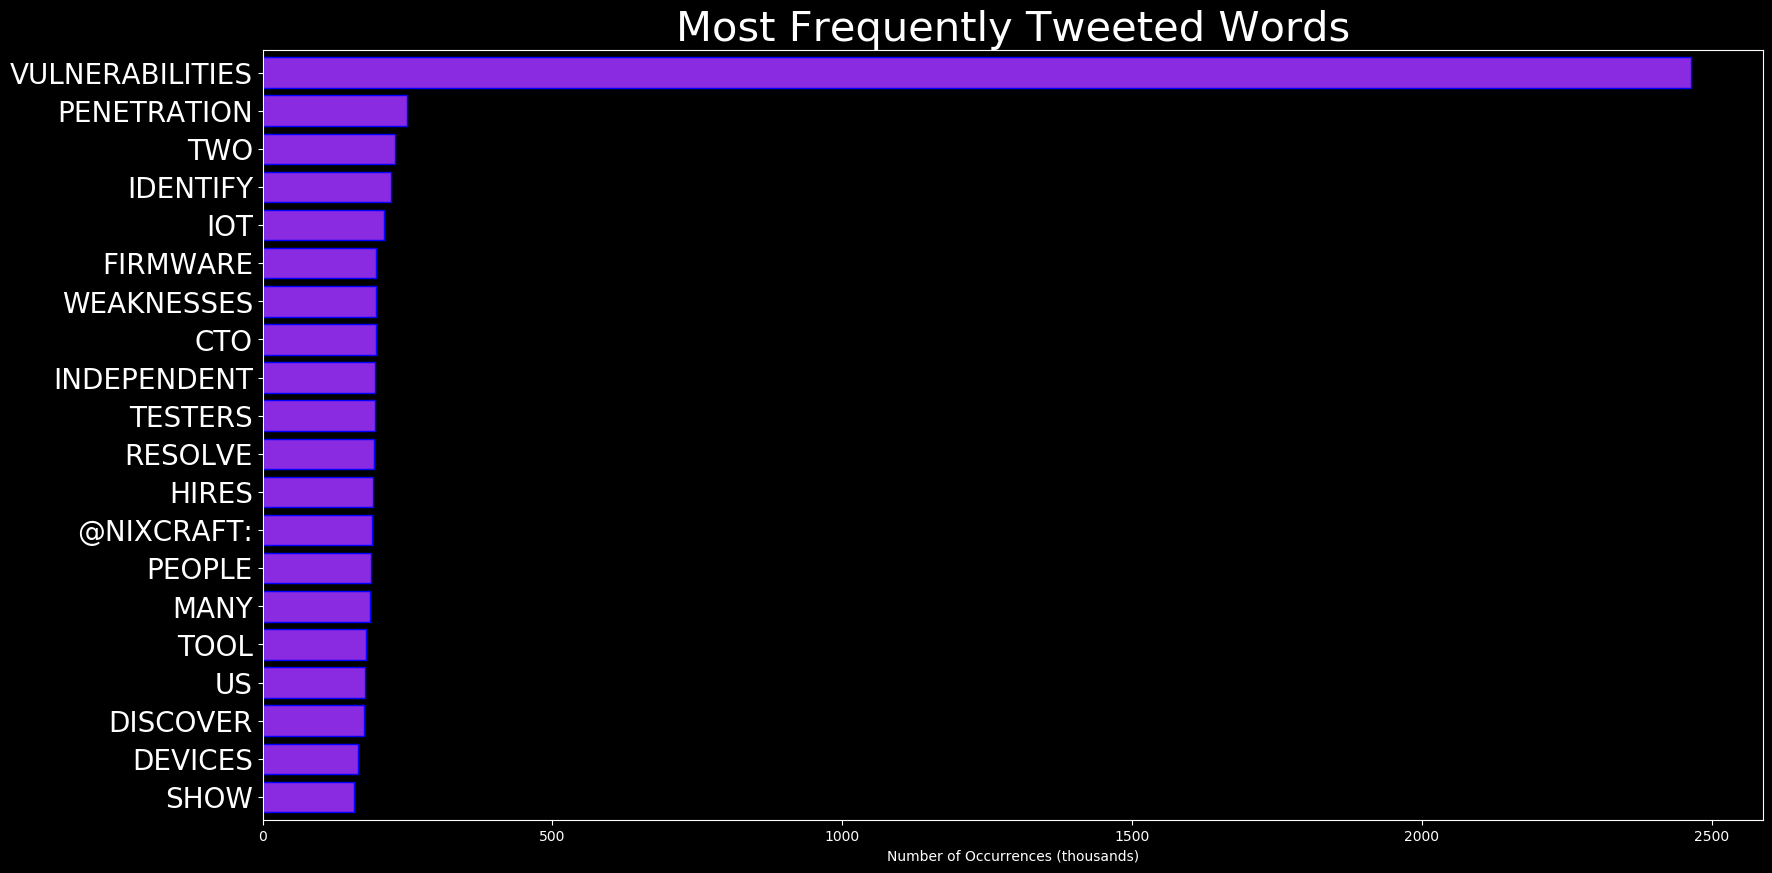 Most Frequently Tweeted Words
VULNERABILITIES
PENETRATION
TWO
IDENTIFY
IOT
FIRMWARE
WEAKNESSES
CTO
INDEPENDENT
TESTERS
RESOLVE
HIRES
@NIXCRAFT:
PEOPLE
MANY
TOOL
US
DISCOVER
DEVICES
SHOW
0 500 1000 1500 2000 2500
Number of Occurrences (thousands)